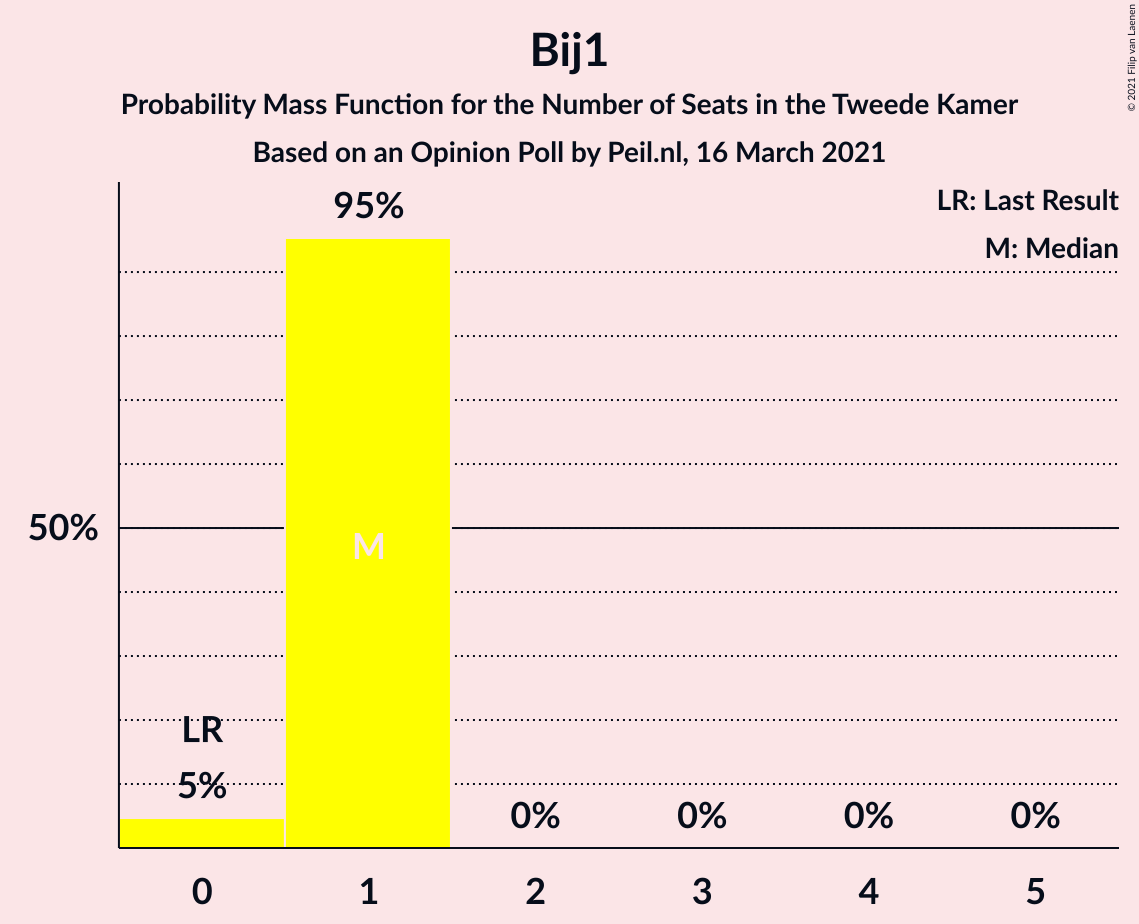 Bij1
Probability Mass Function for the Number of Seats in the Tweede Kamer
Based on an Opinion Poll by Peil.nl, 16 March 2021
© 2021 Filip van Laenen
LR: Last Result
M: Median
95%
50%
M
LR
5%
0% 0% 0% 0%
0 1 2 3 4 5